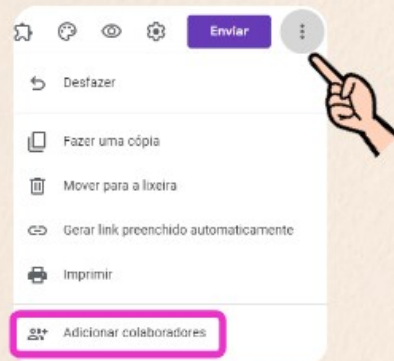 Enviar
Desfazer
Fazer uma cópia
Mover para a lixeira
Gerar link preenchido automaticamente
Imprimir
Adicionar colaboradores